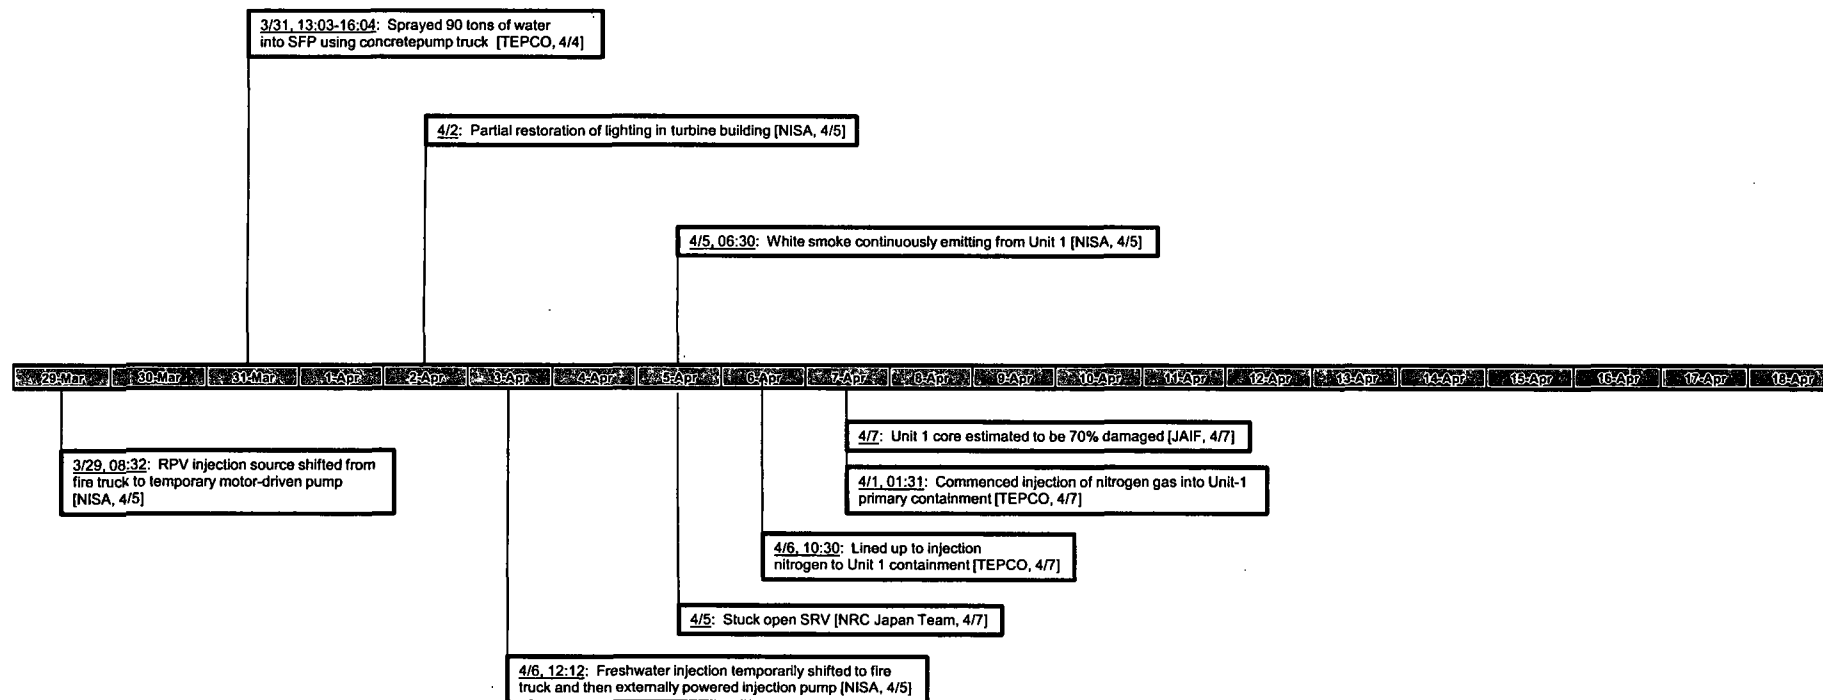 3/31, 13:03-16:04: Sprayed 90 tons of water
into SFP using concretepump truck [TEPCO, 4/4]
4/2: Partial restoration of lighting in turbine building [NISA, 4/5]
4/5, 06:30: White smoke continuously emitting from Unit 1 [NISA, 4/5]
29-Mar 30-Mar 31-Mar 1-Apr 2-Apr 3-Apr 4-Apr 5-Apr 6-Apr 7-Apr 8-Apr 9-Apr 10-Apr 11-Apr 12-Apr 13-Apr 14-Apr 15-Apr 16-Apr 17-Apr 18-Apr
4/7: Unit 1 core estimated to be 70% damaged [JAIF, 4/7]
3/29, 08:32: RPV injection source shifted from
fire truck to temporary motor-driven pump
[NISA, 4/5]
4/1, 01:31: Commenced injection of nitrogen gas into Unit-1
primary containment [TEPCO, 4/7]
4/6, 10:30: Lined up to injection
nitrogen to Unit 1 containment [TEPCO, 4/7]
4/5: Stuck open SRV [NRC Japan Team, 4/7]
4/6, 12:12: Freshwater injection temporarily shifted to fire
truck and then externally powered injection pump [NISA, 4/5]